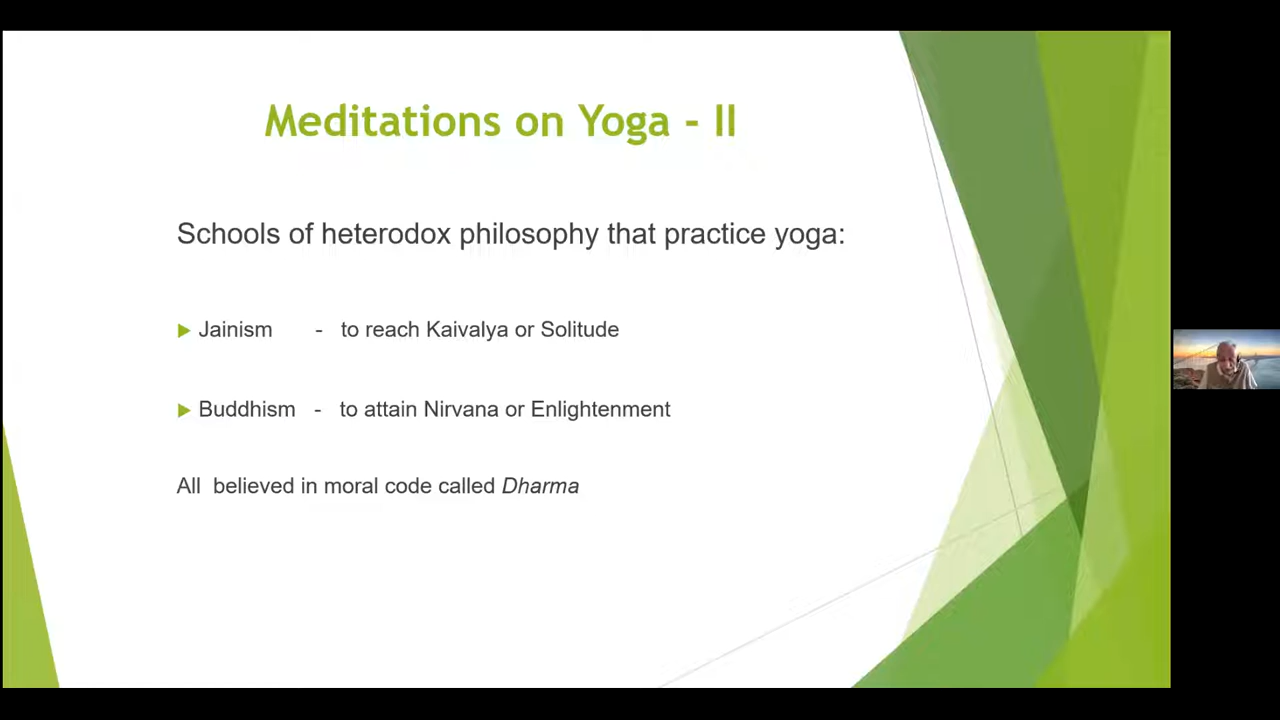 Meditations on Yoga - II
Schools of heterodox philosophy that practice yoga:
Jainism - to reach Kaivalya or Solitude
Buddhism - to attain Nirvana or Enlightenment
All believed in moral code called Dharma